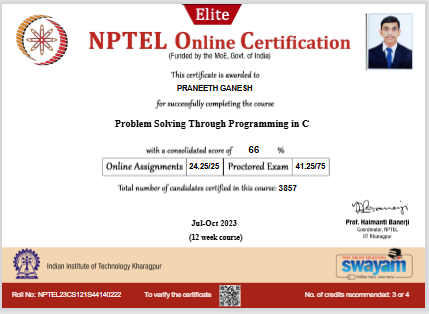 Elite
NPTEL Online Certification
(Funded by the MoE, Govt. of India)
This certificate is awarded to
PRANEETH GANESH
for successfully completing the course
Problem Solving Through Programming in C
with a consolidated score of 66 %
Online Assignments 24.25/25 Proctored Exam 41.25/75
Total number of candidates certified in this course: 3857
Jul-Oct 2023
(12 week course)
Prof. Haimanti Banerji
Coordinator, NPTEL
IIT Kharagpur
Indian Institute of Technology Kharagpur
swayam
Roll No: NPTEL23CS121S44140222 To verify the certificate No. of credits recommended: 3 or 4